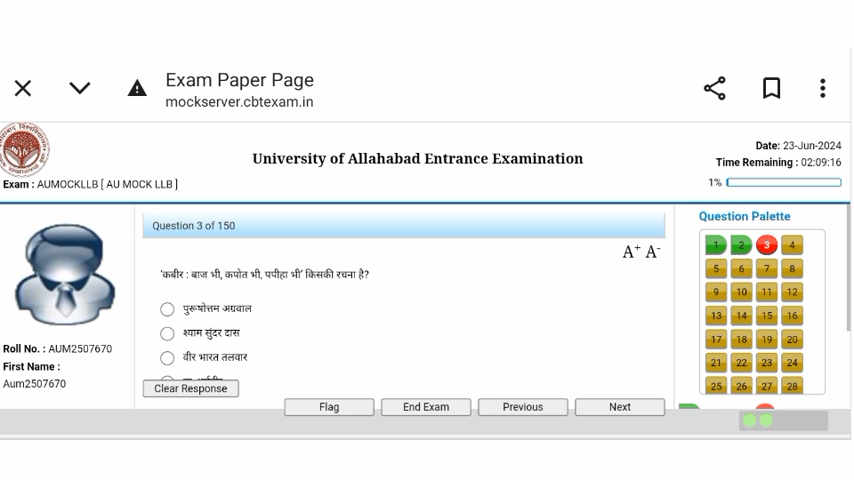 Exam Paper Page
mockserver.cbtexam.in
University of Allahabad Entrance Examination
Date: 23-Jun-2024
Time Remaining : 02:09:16
Exam : AUMOCKLLB [ AU MOCK LLB ]
1%
Question 3 of 150
A+ A-
'कबीर : बाज भी, कपोत भी, पपीहा भी' किसकी रचना है?
पुरूषोत्तम अग्रवाल
श्याम सुंदर दास
वीर भारत तलवार
Clear Response
Flag
End Exam
Previous
Next
Roll No. : AUM2507670
First Name :
Aum2507670
Question Palette
1 2 3 4
5 6 7 8
9 10 11 12
13 14 15 16
17 18 19 20
21 22 23 24
25 26 27 28